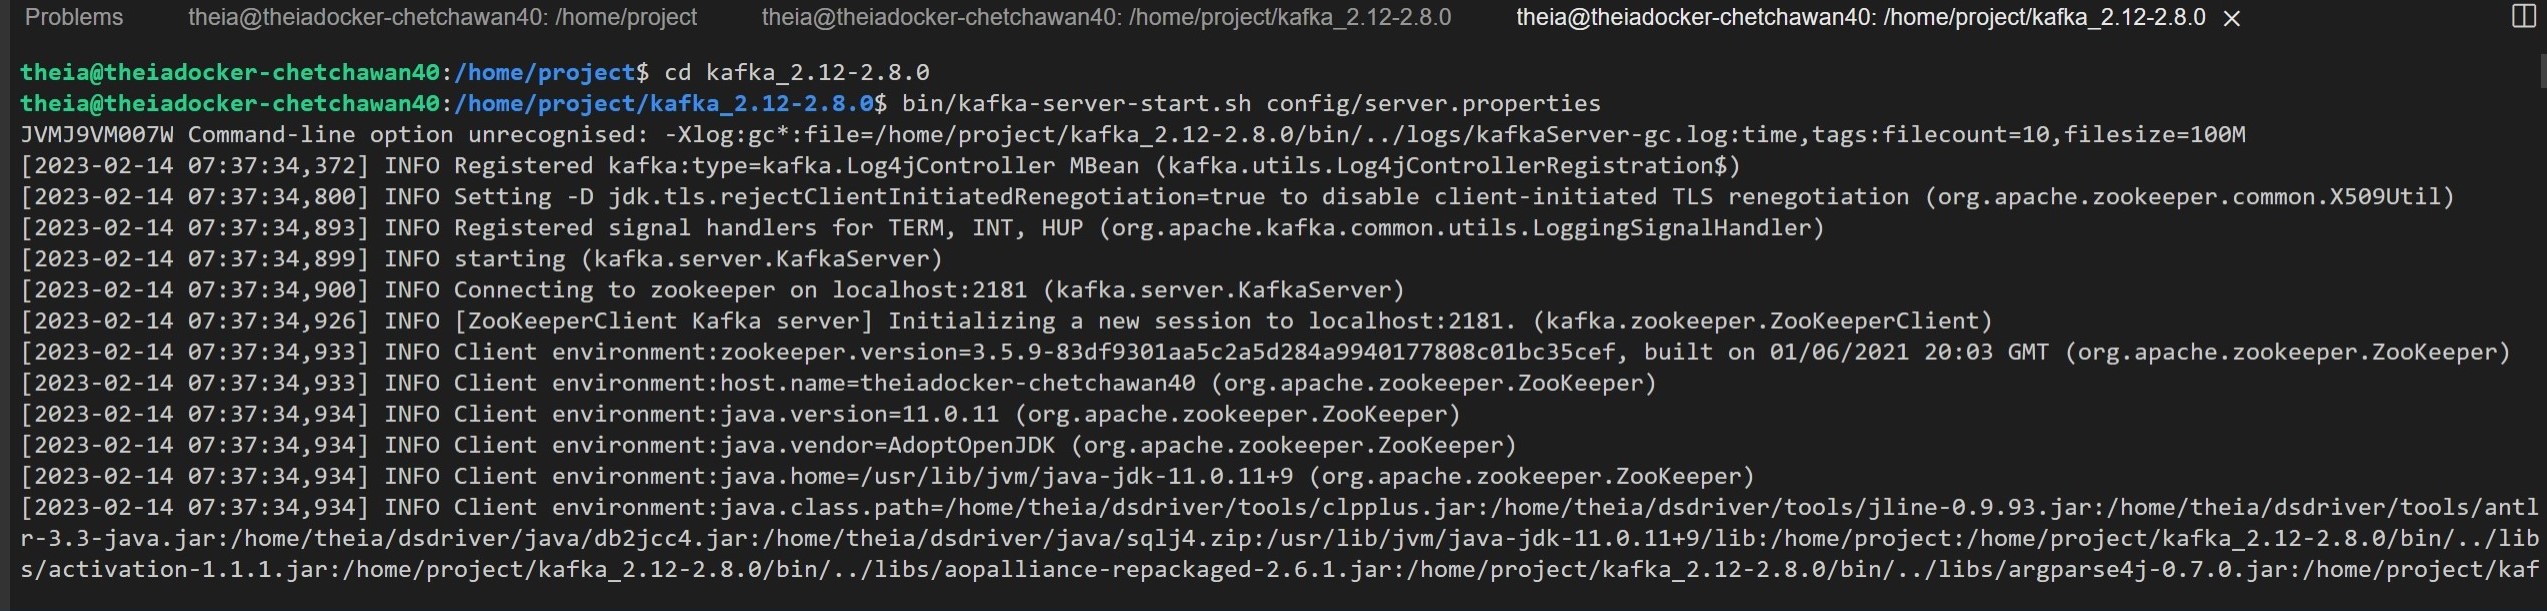 Problems theia@theiadocker-chetchawan40: /home/project theia@theiadocker-chetchawan40: /home/project/kafka_2.12-2.8.0 theia@theiadocker-chetchawan40: /home/project/kafka_2.12-2.8.0 ×
theia@theiadocker-chetchawan40:/home/project$ cd kafka_2.12-2.8.0
theia@theiadocker-chetchawan40:/home/project/kafka_2.12-2.8.0$ bin/kafka-server-start.sh config/server.properties
JVMJ9VM007W Command-line option unrecognised: -Xlog:gc*:file=/home/project/kafka_2.12-2.8.0/bin/../logs/kafkaServer-gc.log:time,tags:filecount=10,filesize=100M
[2023-02-14 07:37:34,372] INFO Registered kafka:type=kafka.Log4jController MBean (kafka.utils.Log4jControllerRegistration$)
[2023-02-14 07:37:34,800] INFO Setting -D jdk.tls.rejectClientInitiatedRenegotiation=true to disable client-initiated TLS renegotiation (org.apache.zookeeper.common.X509Util)
[2023-02-14 07:37:34,893] INFO Registered signal handlers for TERM, INT, HUP (org.apache.kafka.common.utils.LoggingSignalHandler)
[2023-02-14 07:37:34,899] INFO starting (kafka.server.KafkaServer)
[2023-02-14 07:37:34,900] INFO Connecting to zookeeper on localhost:2181 (kafka.server.KafkaServer)
[2023-02-14 07:37:34,926] INFO [ZooKeeperClient Kafka server] Initializing a new session to localhost:2181. (kafka.zookeeper.ZooKeeperClient)
[2023-02-14 07:37:34,933] INFO Client environment:zookeeper.version=3.5.9-83df9301aa5c2a5d284a9940177808c01bc35cef, built on 01/06/2021 20:03 GMT (org.apache.zookeeper.ZooKeeper)
[2023-02-14 07:37:34,933] INFO Client environment:host.name=theiadocker-chetchawan40 (org.apache.zookeeper.ZooKeeper)
[2023-02-14 07:37:34,934] INFO Client environment:java.version=11.0.11 (org.apache.zookeeper.ZooKeeper)
[2023-02-14 07:37:34,934] INFO Client environment:java.vendor=AdoptOpenJDK (org.apache.zookeeper.ZooKeeper)
[2023-02-14 07:37:34,934] INFO Client environment:java.home=/usr/lib/jvm/java-jdk-11.0.11+9 (org.apache.zookeeper.ZooKeeper)
[2023-02-14 07:37:34,934] INFO Client environment:java.class.path=/home/theia/dsdriver/tools/clpplus.jar:/home/theia/dsdriver/tools/jline-0.9.93.jar:/home/theia/dsdriver/tools/antl
r-3.3-java.jar:/home/theia/dsdriver/java/db2jcc4.jar:/home/theia/dsdriver/java/sqlj4.zip:/usr/lib/jvm/java-jdk-11.0.11+9/lib:/home/project:/home/project/kafka_2.12-2.8.0/bin/../lib
s/activation-1.1.1.jar:/home/project/kafka_2.12-2.8.0/bin/../libs/aopalliance-repackaged-2.6.1.jar:/home/project/kafka_2.12-2.8.0/bin/../libs/argparse4j-0.7.0.jar:/home/project/kaf